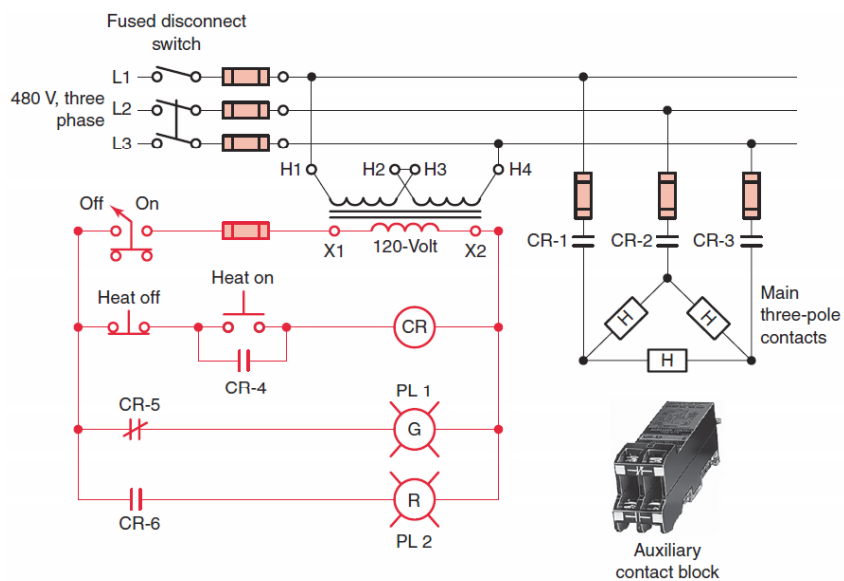 Fused disconnect
switch
L1
480 V, three
phase
L2
L3
H1
H2
H3
H4
Off
On
X1
120-Volt
X2
CR-1
CR-2
CR-3
Heat off
Heat on
CR
CR-4
H
H
H
Main
three-pole
contacts
CR-5
PL 1
G
CR-6
R
PL 2
Auxiliary
contact block